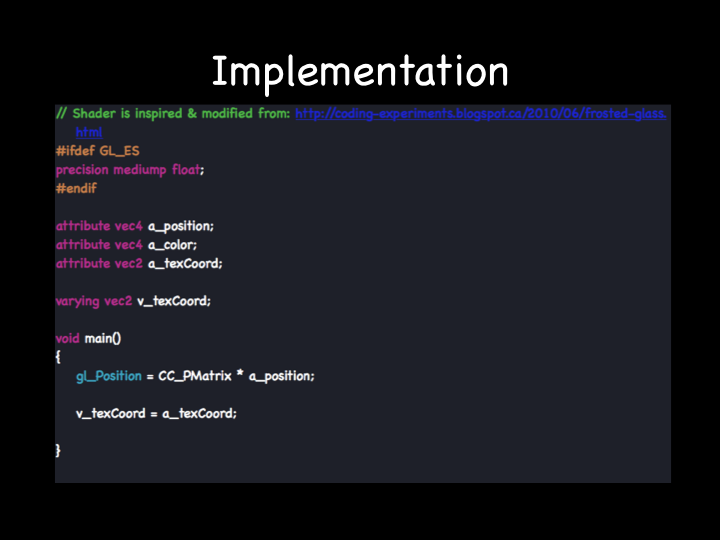 Implementation
// Shader is inspired & modified from: http://coding-experiments.blogspot.ca/2010/06/frosted-glass.
html
#ifdef GL_ES
precision mediump float;
#endif
attribute vec4 a_position;
attribute vec4 a_color;
attribute vec2 a_texCoord;
varying vec2 v_texCoord;
void main()
{
gl_Position = CC_PMatrix * a_position;
v_texCoord = a_texCoord;
}